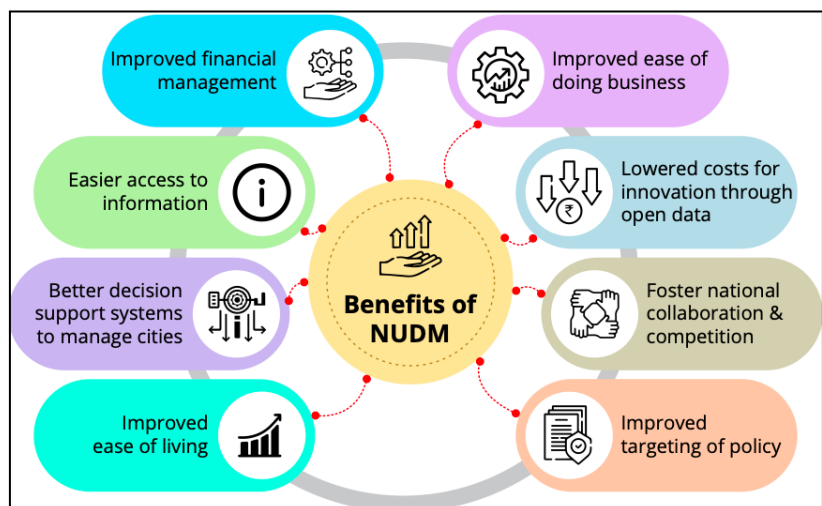 Improved financial
management
Improved ease of
doing business
Easier access to
information
Lowered costs for
innovation through
open data
₹
Benefits of
NUDM
Better decision
support systems
to manage cities
Foster national
collaboration &
competition
Improved
ease of living
Improved
targeting of policy